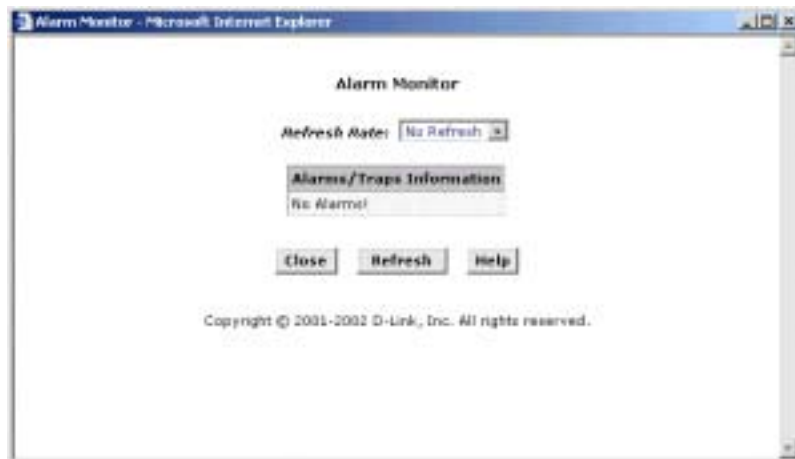 Alarm Monitor - Microsoft Internet Explorer
Alarm Monitor
Refresh Rate: No Refresh
Alarms/Traps Information
No Alarms!
Close Refresh Help
Copyright © 2001-2002 D-Link, Inc. All rights reserved.